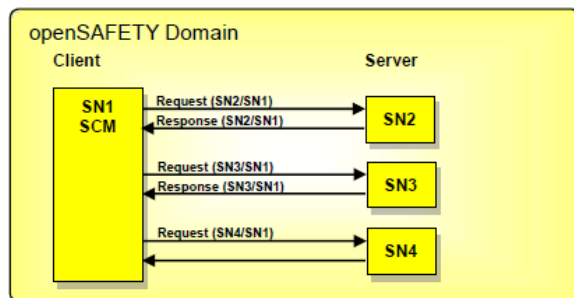 openSAFETY Domain
Client
Server
SN1
SCM
Request (SN2/SN1)
Response (SN2/SN1)
SN2
Request (SN3/SN1)
Response (SN3/SN1)
SN3
Request (SN4/SN1)
SN4